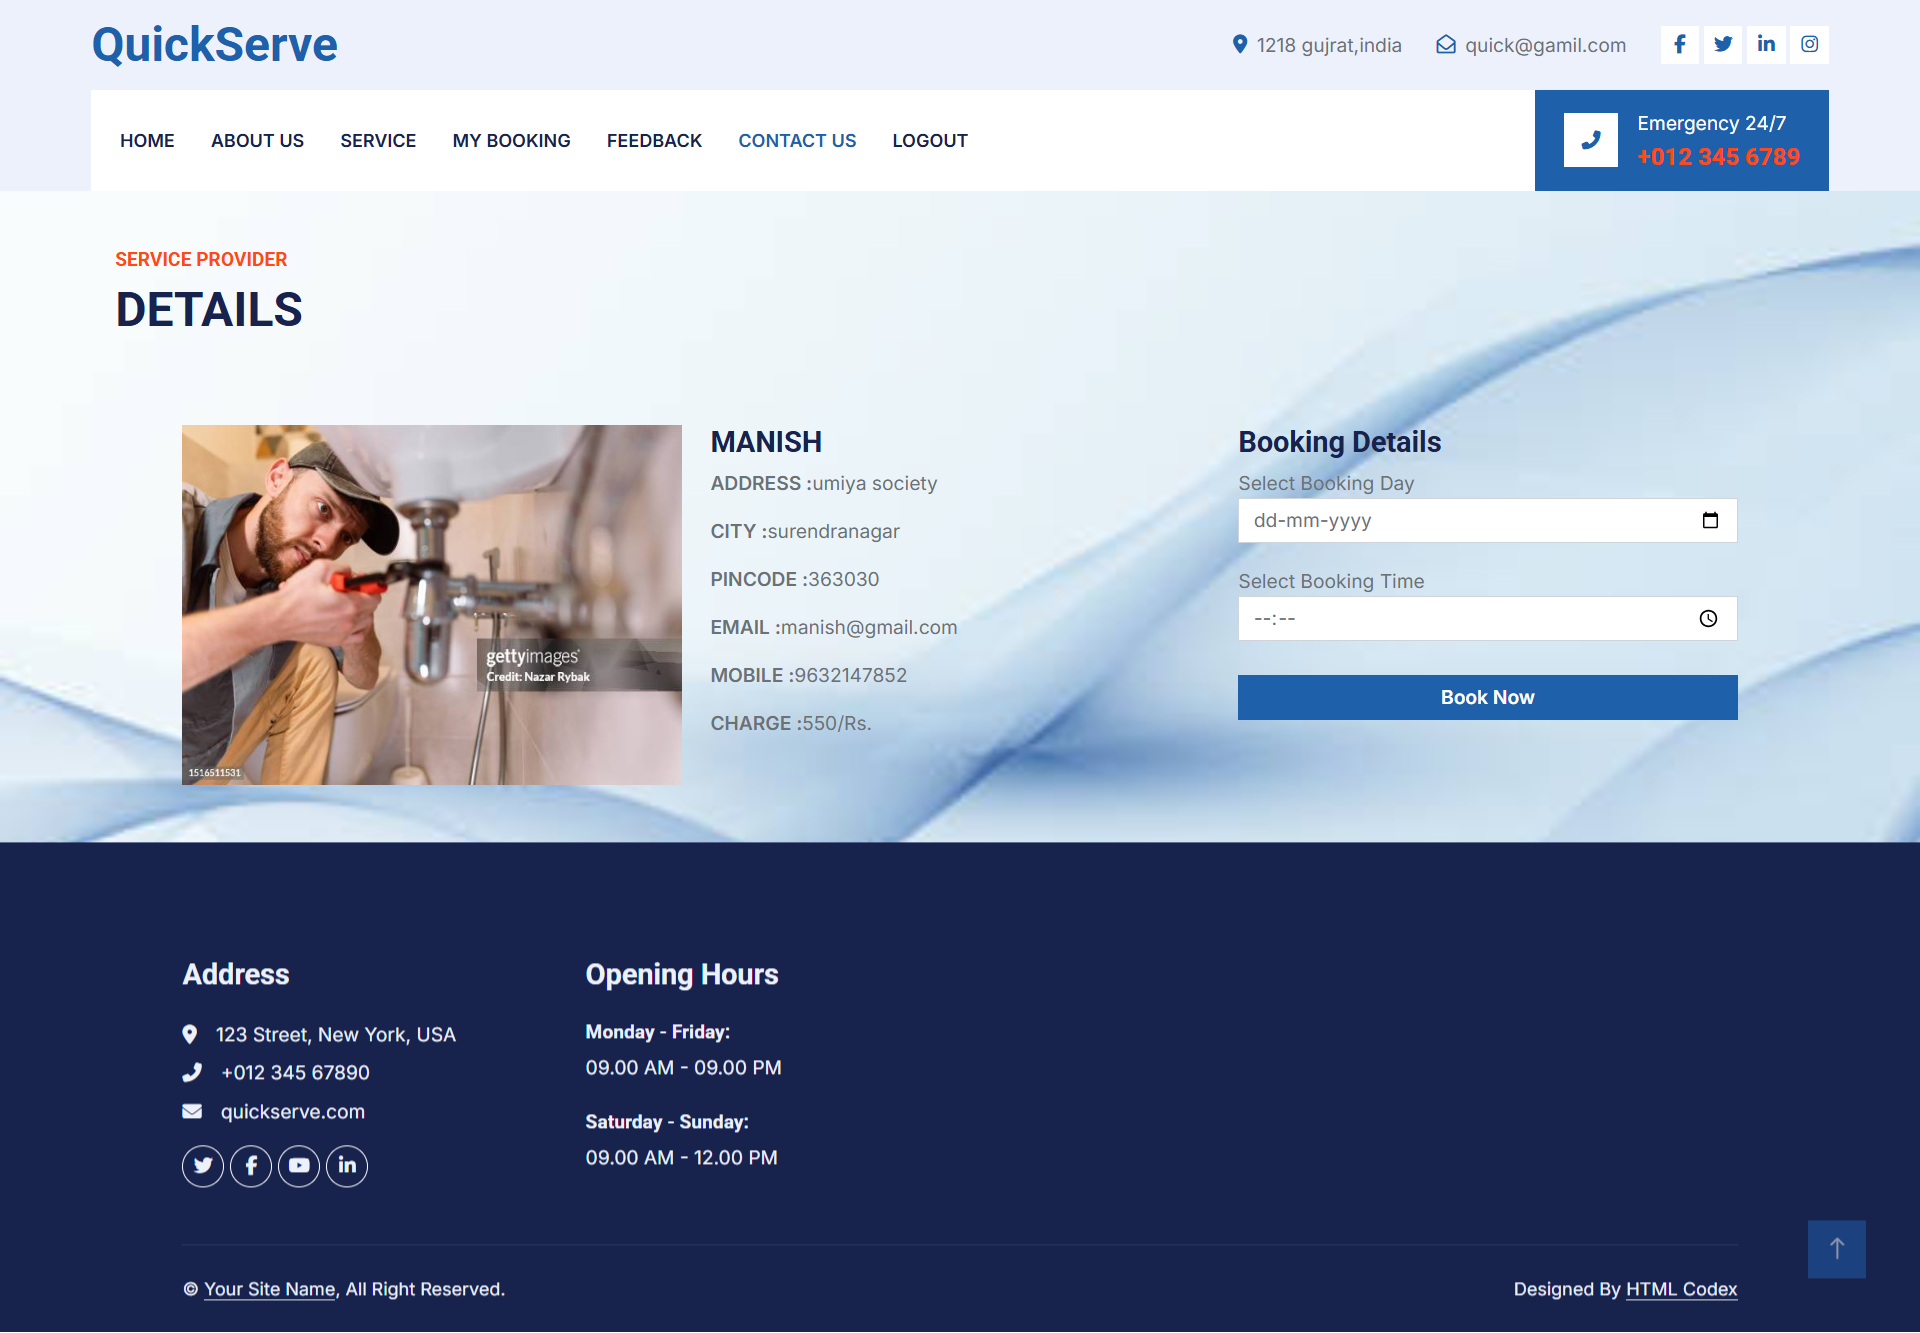 QuickServe
1218 gujrat,india
quick@gamil.com
HOME
ABOUT US
SERVICE
MY BOOKING
FEEDBACK
CONTACT US
LOGOUT
Emergency 24/7
+012 345 6789
SERVICE PROVIDER
DETAILS
gettyimages®
Credit: Nazar Rybak
1516511531
MANISH
ADDRESS :umiya society
CITY :surendranagar
PINCODE :363030
EMAIL :manish@gmail.com
MOBILE :9632147852
CHARGE :550/Rs.
Booking Details
Select Booking Day
dd-mm-yyyy
Select Booking Time
--:--
Book Now
Address
123 Street, New York, USA
+012 345 67890
quickserve.com
Opening Hours
Monday - Friday:
09.00 AM - 09.00 PM
Saturday - Sunday:
09.00 AM - 12.00 PM
© Your Site Name, All Right Reserved.
Designed By HTML Codex